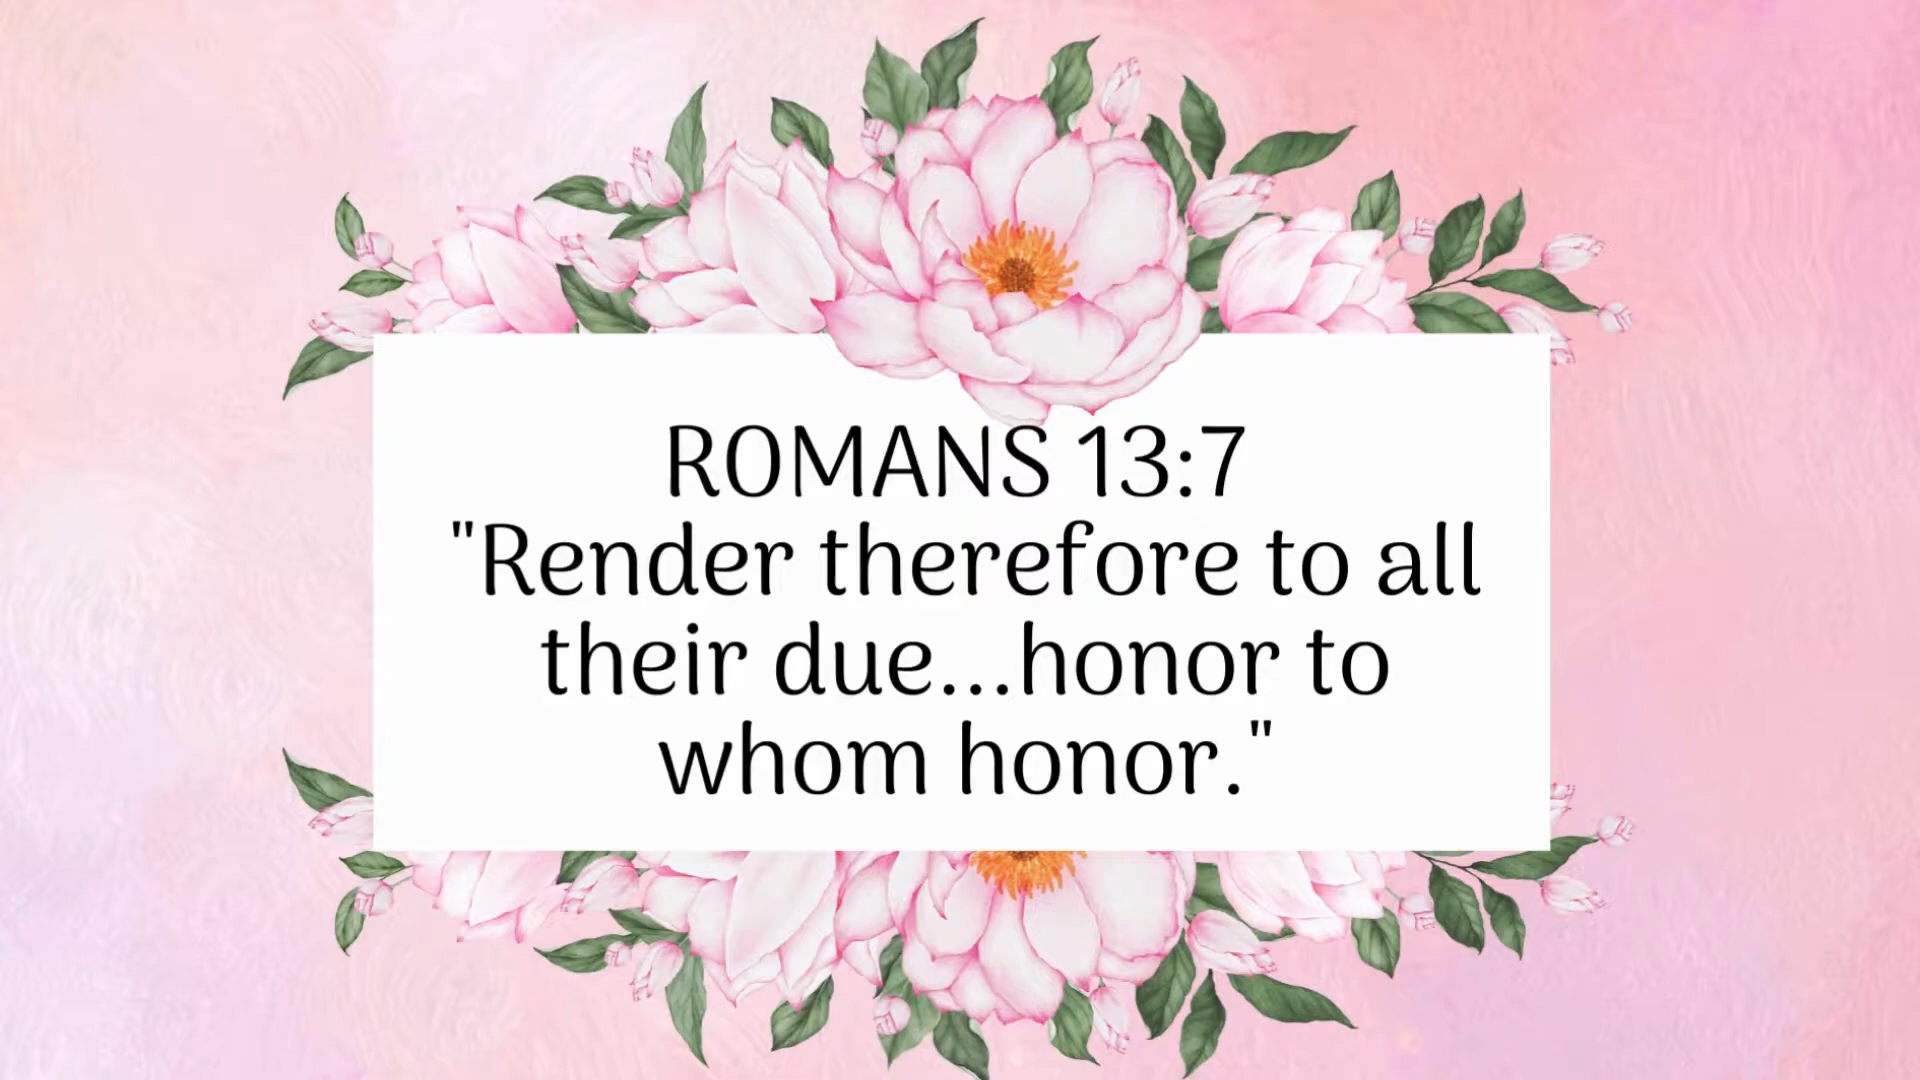 ROMANS 13:7
"Render therefore to all
their due...honor to
whom honor."